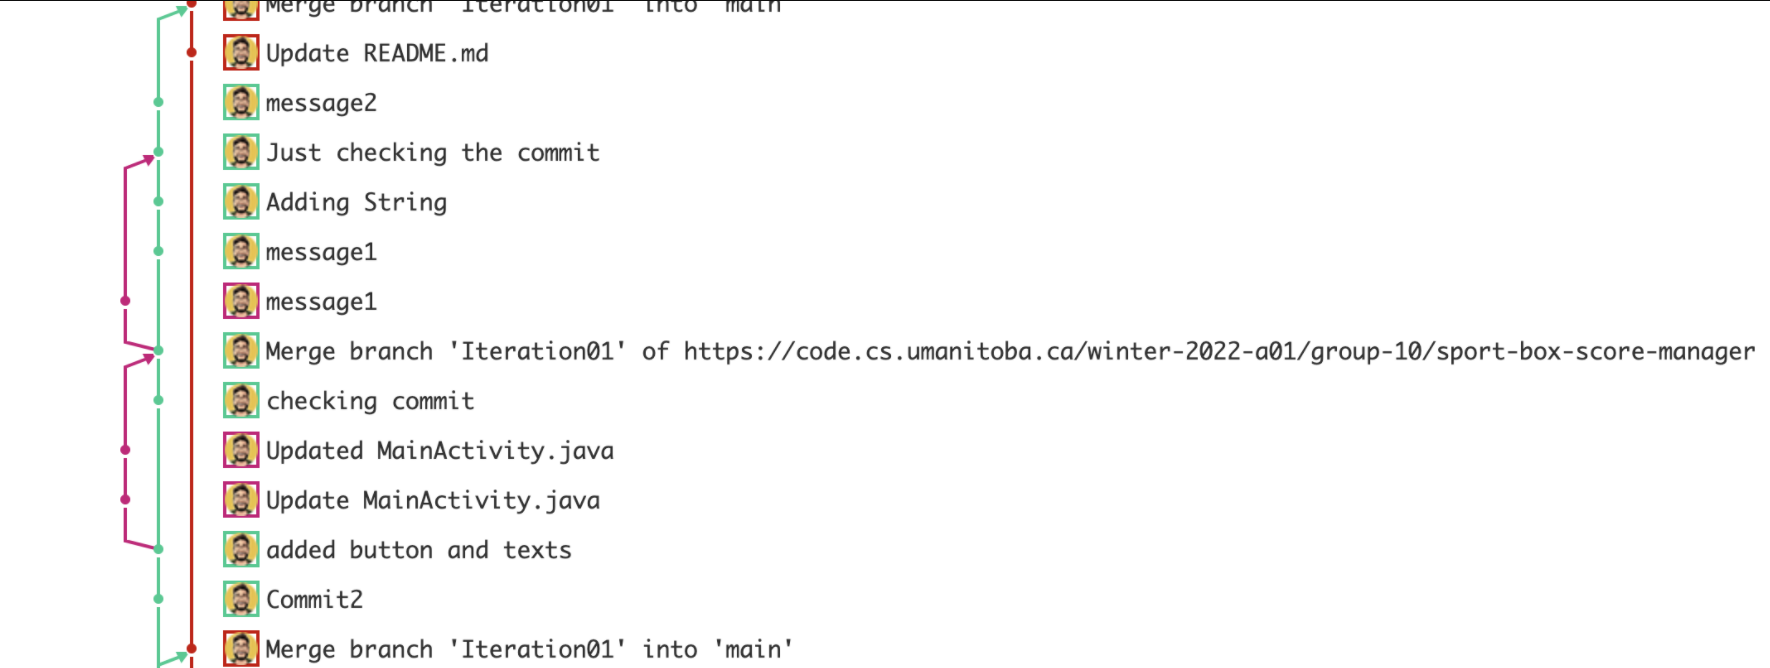 Merge branch 'Iteration01' into 'main'
Update README.md
message2
Just checking the commit
Adding String
message1
message1
Merge branch 'Iteration01' of https://code.cs.umanitoba.ca/winter-2022-a01/group-10/sport-box-score-manager
checking commit
Updated MainActivity.java
Update MainActivity.java
added button and texts
Commit2
Merge branch 'Iteration01' into 'main'